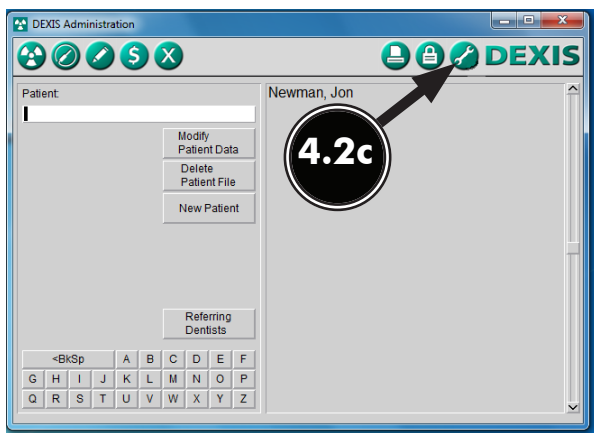 DEXIS Administration
$ X DEXIS
Patient:
Newman, Jon
4.2c
Modify
Patient Data
Delete
Patient File
New Patient
Referring
Dentists
<BkSp A B C D E F
G H I J K L M N O P
Q R S T U V W X Y Z